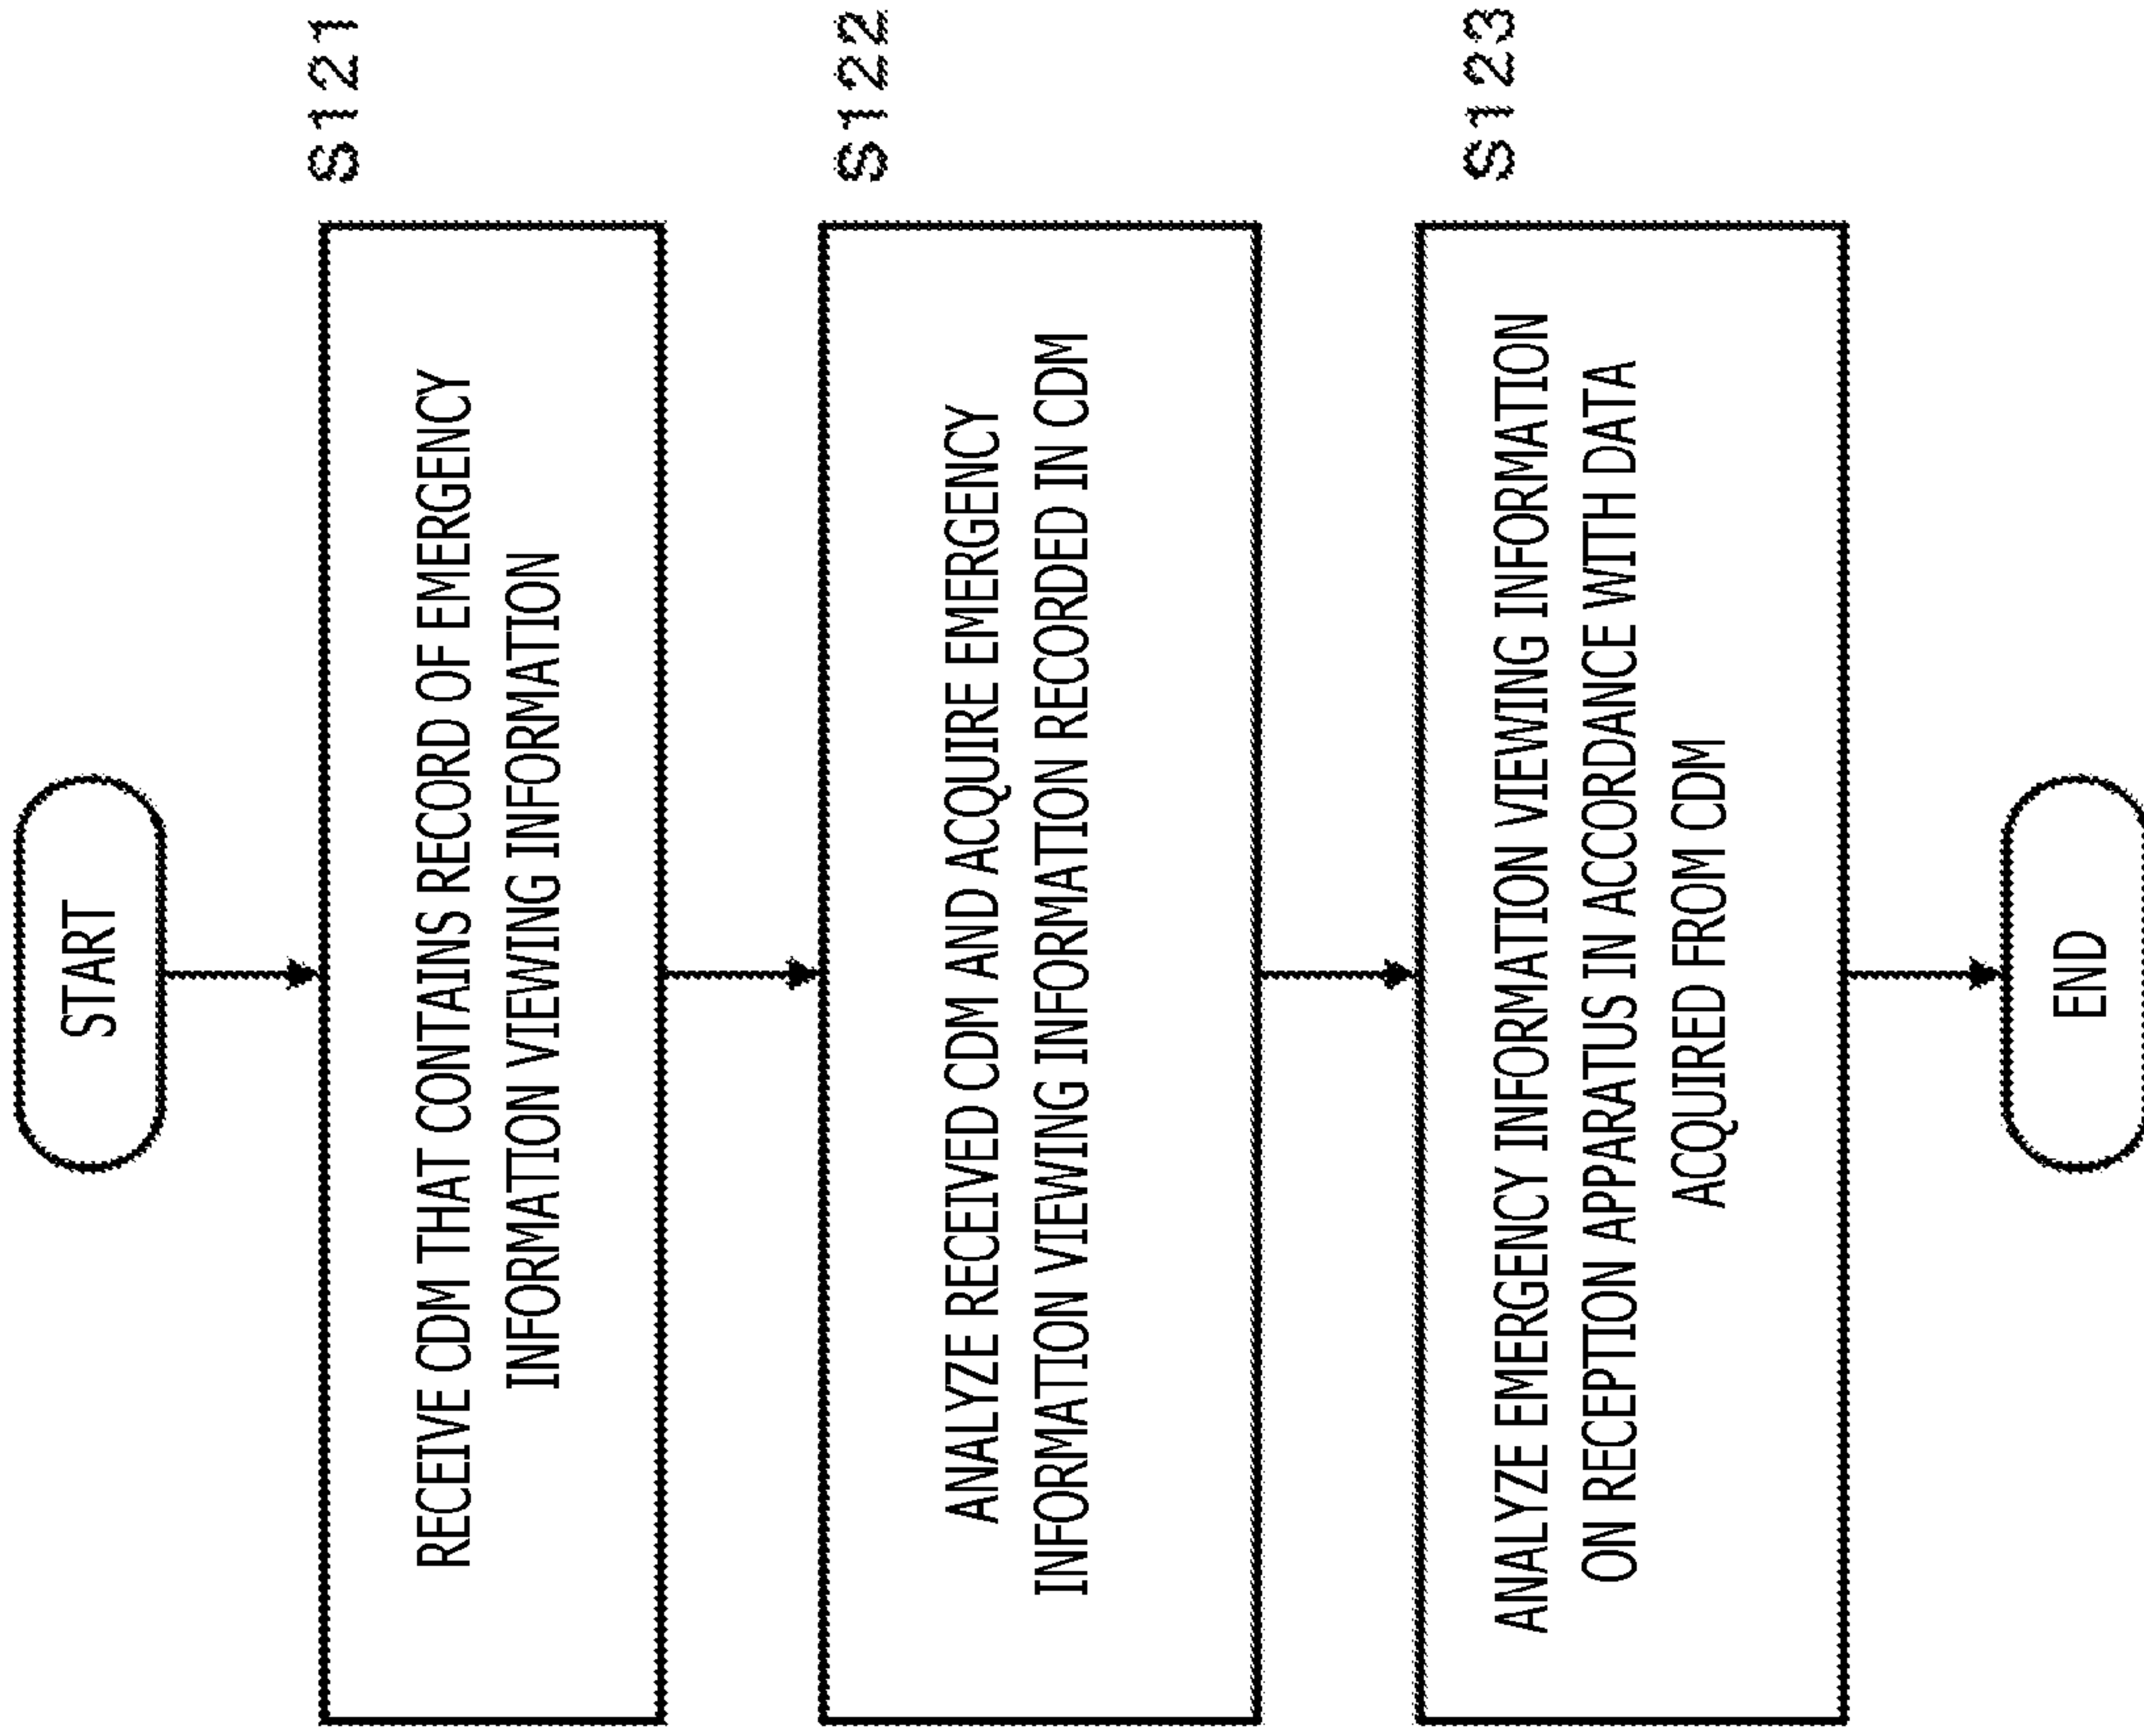 START
S121
RECEIVE CDM THAT CONTAINS RECORD OF EMERGENCY
INFORMATION VIEWING INFORMATION
S122
ANALYZE RECEIVED CDM AND ACQUIRE EMERGENCY
INFORMATION VIEWING INFORMATION RECORDED IN CDM
S123
ANALYZE EMERGENCY INFORMATION VIEWING INFORMATION
ON RECEPTION APPARATUS IN ACCORDANCE WITH DATA
ACQUIRED FROM CDM
END